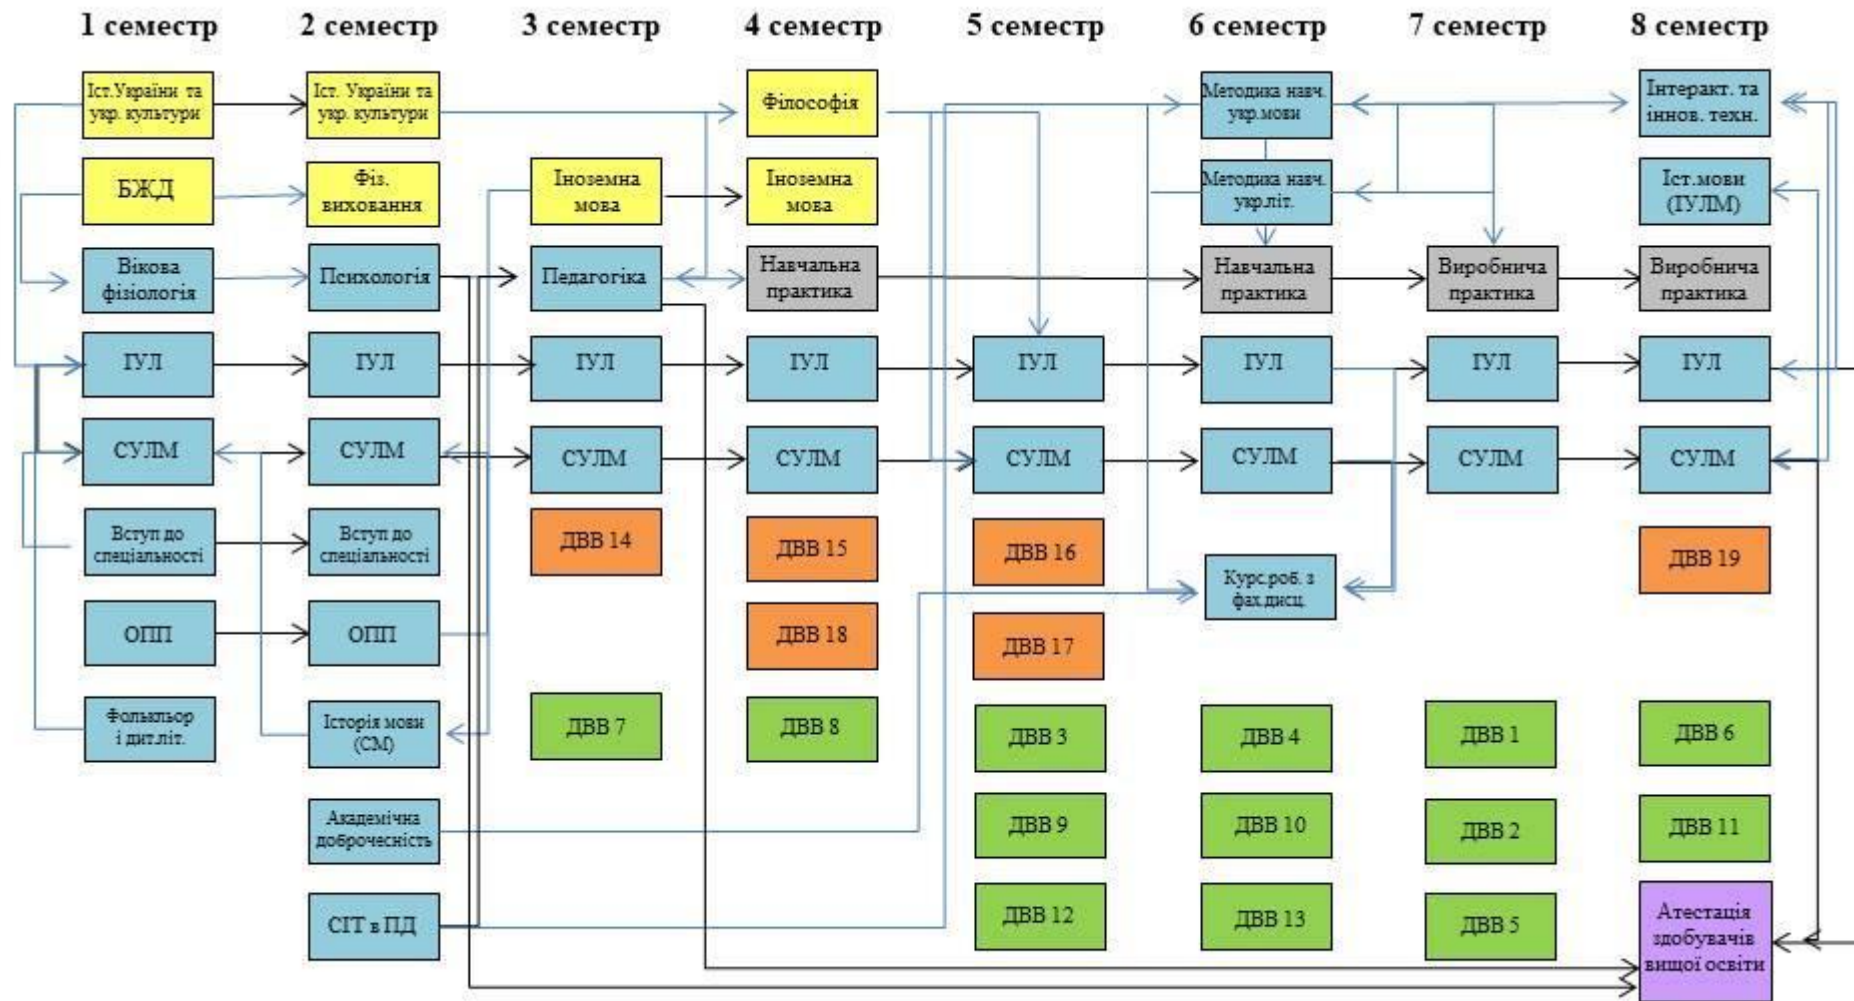 1 семестр 2 семестр 3 семестр 4 семестр 5 семестр 6 семестр 7 семестр 8 семестр
Іст.України та
укр. культури
Іст. України та
укр. культури
Філософія
Методика навч.
укр.мови
Інтеракт. та
іннов. техн.
БЖД
Фіз.
виховання
Іноземна
мова
Іноземна
мова
Методика навч.
укр.літ.
Іст.мови
(ІУЛМ)
Вікова
фізіологія
Психологія
Педагогіка
Навчальна
практика
Навчальна
практика
Виробнича
практика
Виробнича
практика
ІУЛ
ІУЛ
ІУЛ
ІУЛ
ІУЛ
ІУЛ
ІУЛ
ІУЛ
СУЛМ
СУЛМ
СУЛМ
СУЛМ
СУЛМ
СУЛМ
СУЛМ
СУЛМ
Вступ до
спеціальності
Вступ до
спеціальності
ДВВ 14
ДВВ 15
ДВВ 16
Курс.роб. з
фах.дисц.
ДВВ 19
ОПП
ОПП
ДВВ 18
ДВВ 17
Фольклор
і дит.літ.
Історія мови
(СМ)
ДВВ 7
ДВВ 8
ДВВ 3
ДВВ 4
ДВВ 1
ДВВ 6
Академічна
доброчесність
ДВВ 9
ДВВ 10
ДВВ 2
ДВВ 11
СІТ в ПД
ДВВ 12
ДВВ 13
ДВВ 5
Атестація
здобувачів
вищої освіти